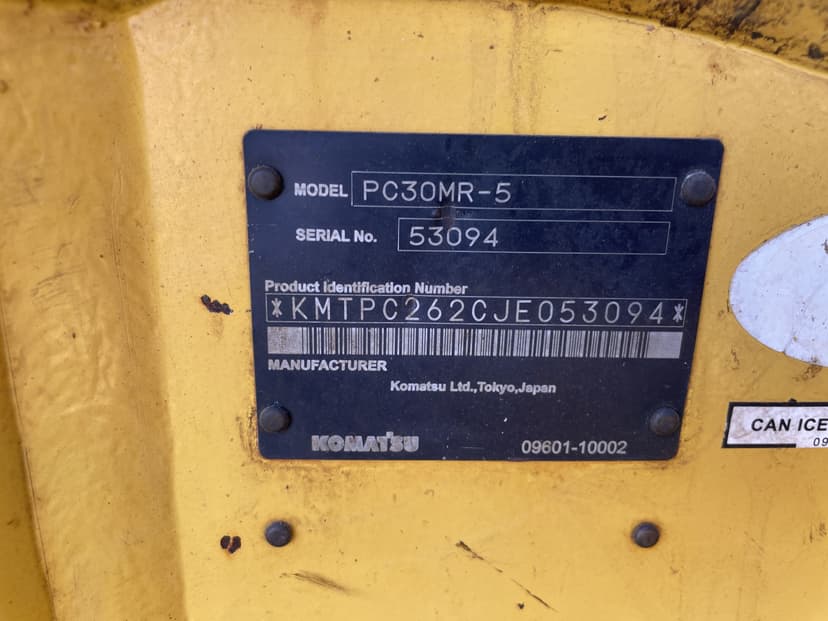 MODEL PC30MR-5
SERIAL No. 53094
Product Identification Number
*KMTPC262CJE053094*
MANUFACTURER
Komatsu Ltd.,Tokyo,Japan
KOMATSU 09601-10002
CAN ICE
09